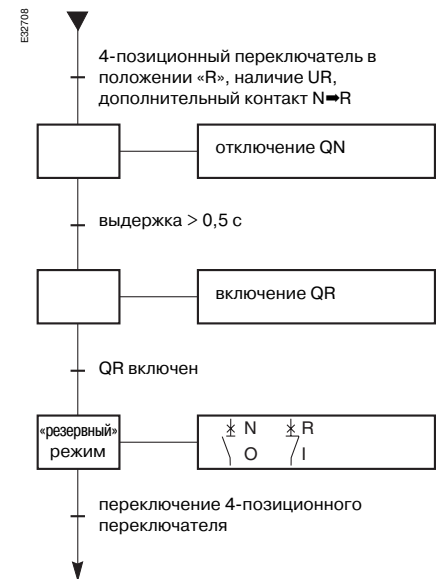 E32708
4-позиционный переключатель в
положении «R», наличие UR,
дополнительный контакт N➡R
отключение QN
выдержка > 0,5 с
включение QR
QR включен
«резервный»
режим
N R
O I
переключение 4-позиционного
переключателя